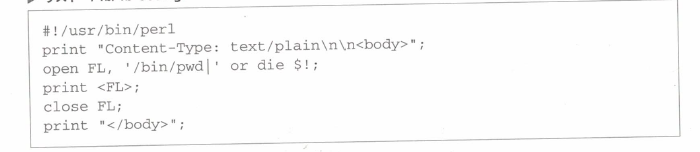 #!/usr/bin/perl
print "Content-Type: text/plain\n\n<body>";
open FL, '/bin/pwd|' or die $!;
print <FL>;
close FL;
print "</body>";